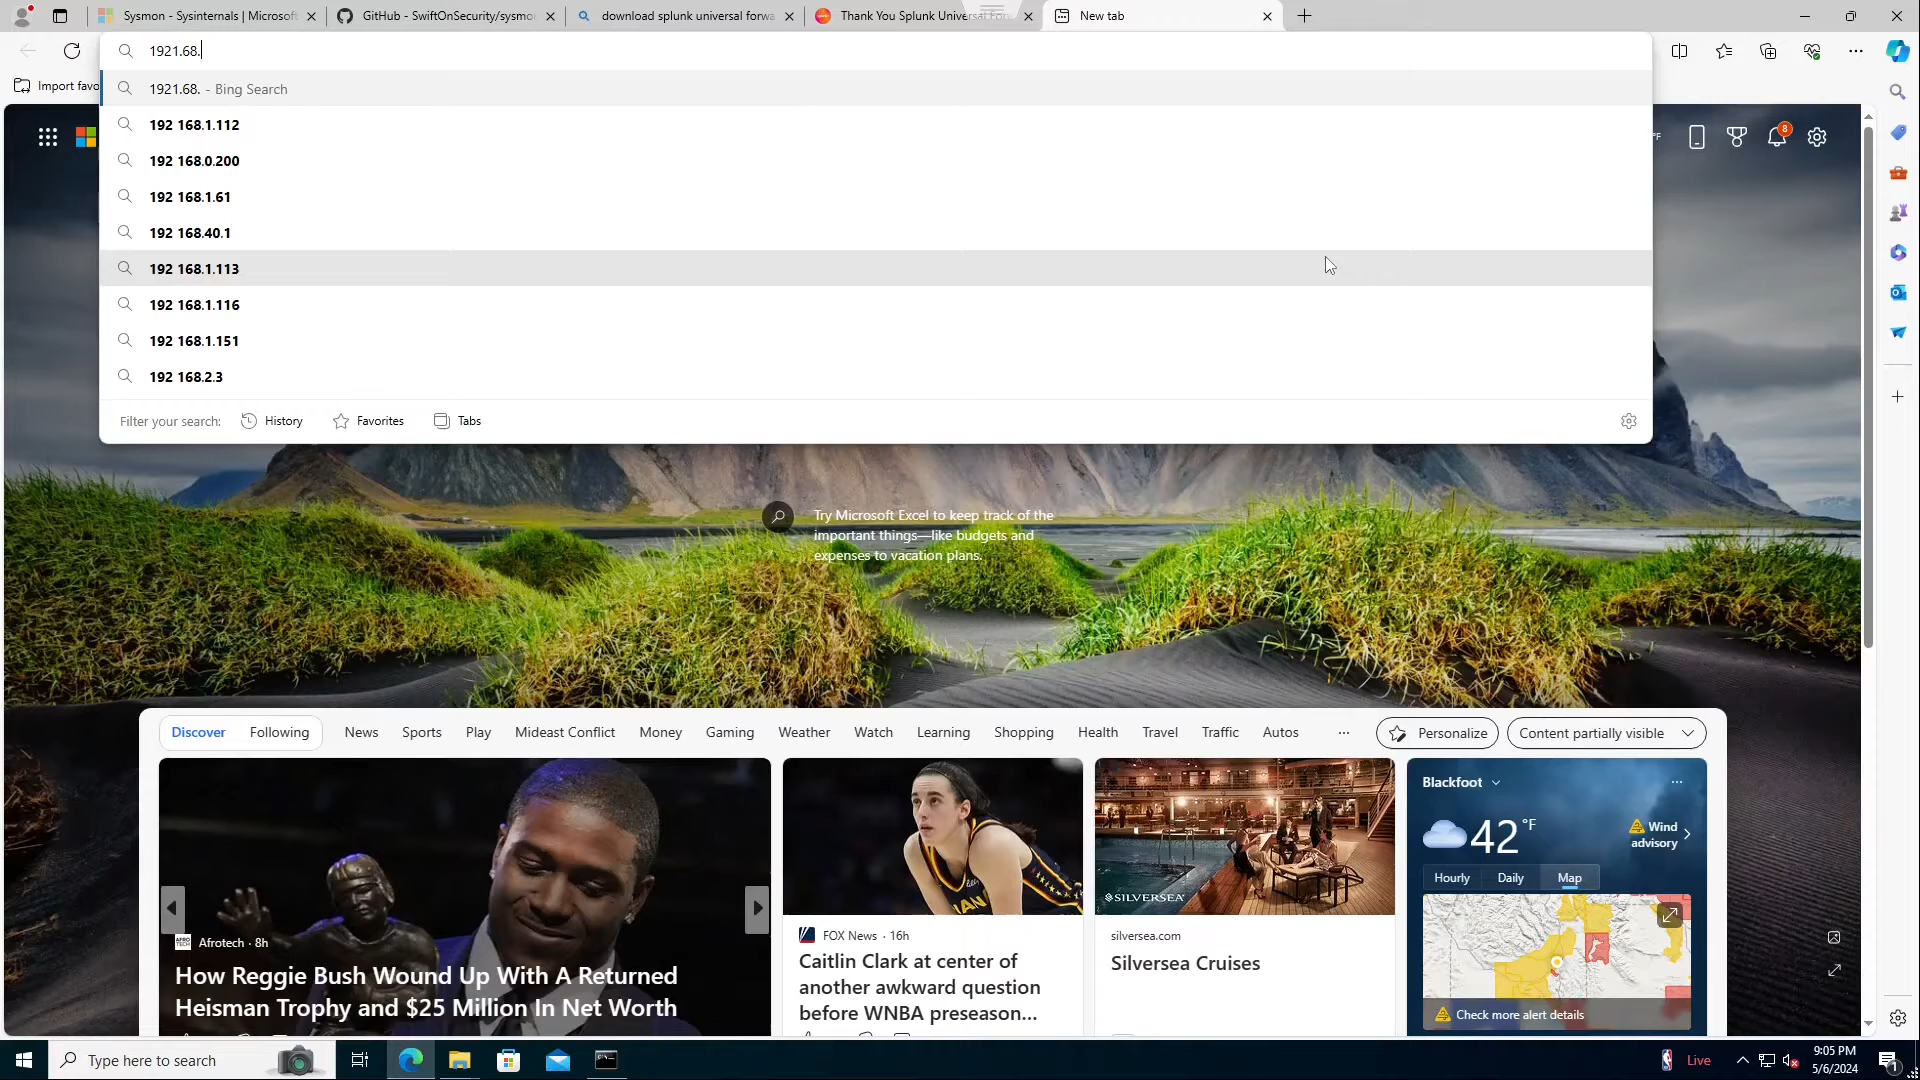 Sysmon - Sysinternals | Microsoft
GitHub - SwiftOnSecurity/sysmo
download splunk universal forwa
Thank You Splunk Universal For
New tab
1921.68.
Import favo
1921.68. - Bing Search
192 168.1.112
192 168.0.200
192 168.1.61
192 168.40.1
192 168.1.113
192 168.1.116
192 168.1.151
192 168.2.3
Filter your search: History Favorites Tabs
°F
8
Try Microsoft Excel to keep track of the
important things—like budgets and
expenses to vacation plans.
Discover Following News Sports Play Mideast Conflict Money Gaming Weather Watch Learning Shopping Health Travel Traffic Autos ... Personalize Content partially visible
Afrotech · 8h
How Reggie Bush Wound Up With A Returned
Heisman Trophy and $25 Million In Net Worth
FOX News · 16h
Caitlin Clark at center of
another awkward question
before WNBA preseason...
SILVERSEA
silversea.com
Silversea Cruises
Blackfoot
42 °F
Wind
advisory
Hourly Daily Map
Check more alert details
Type here to search
Live
9:05 PM
5/6/2024
1